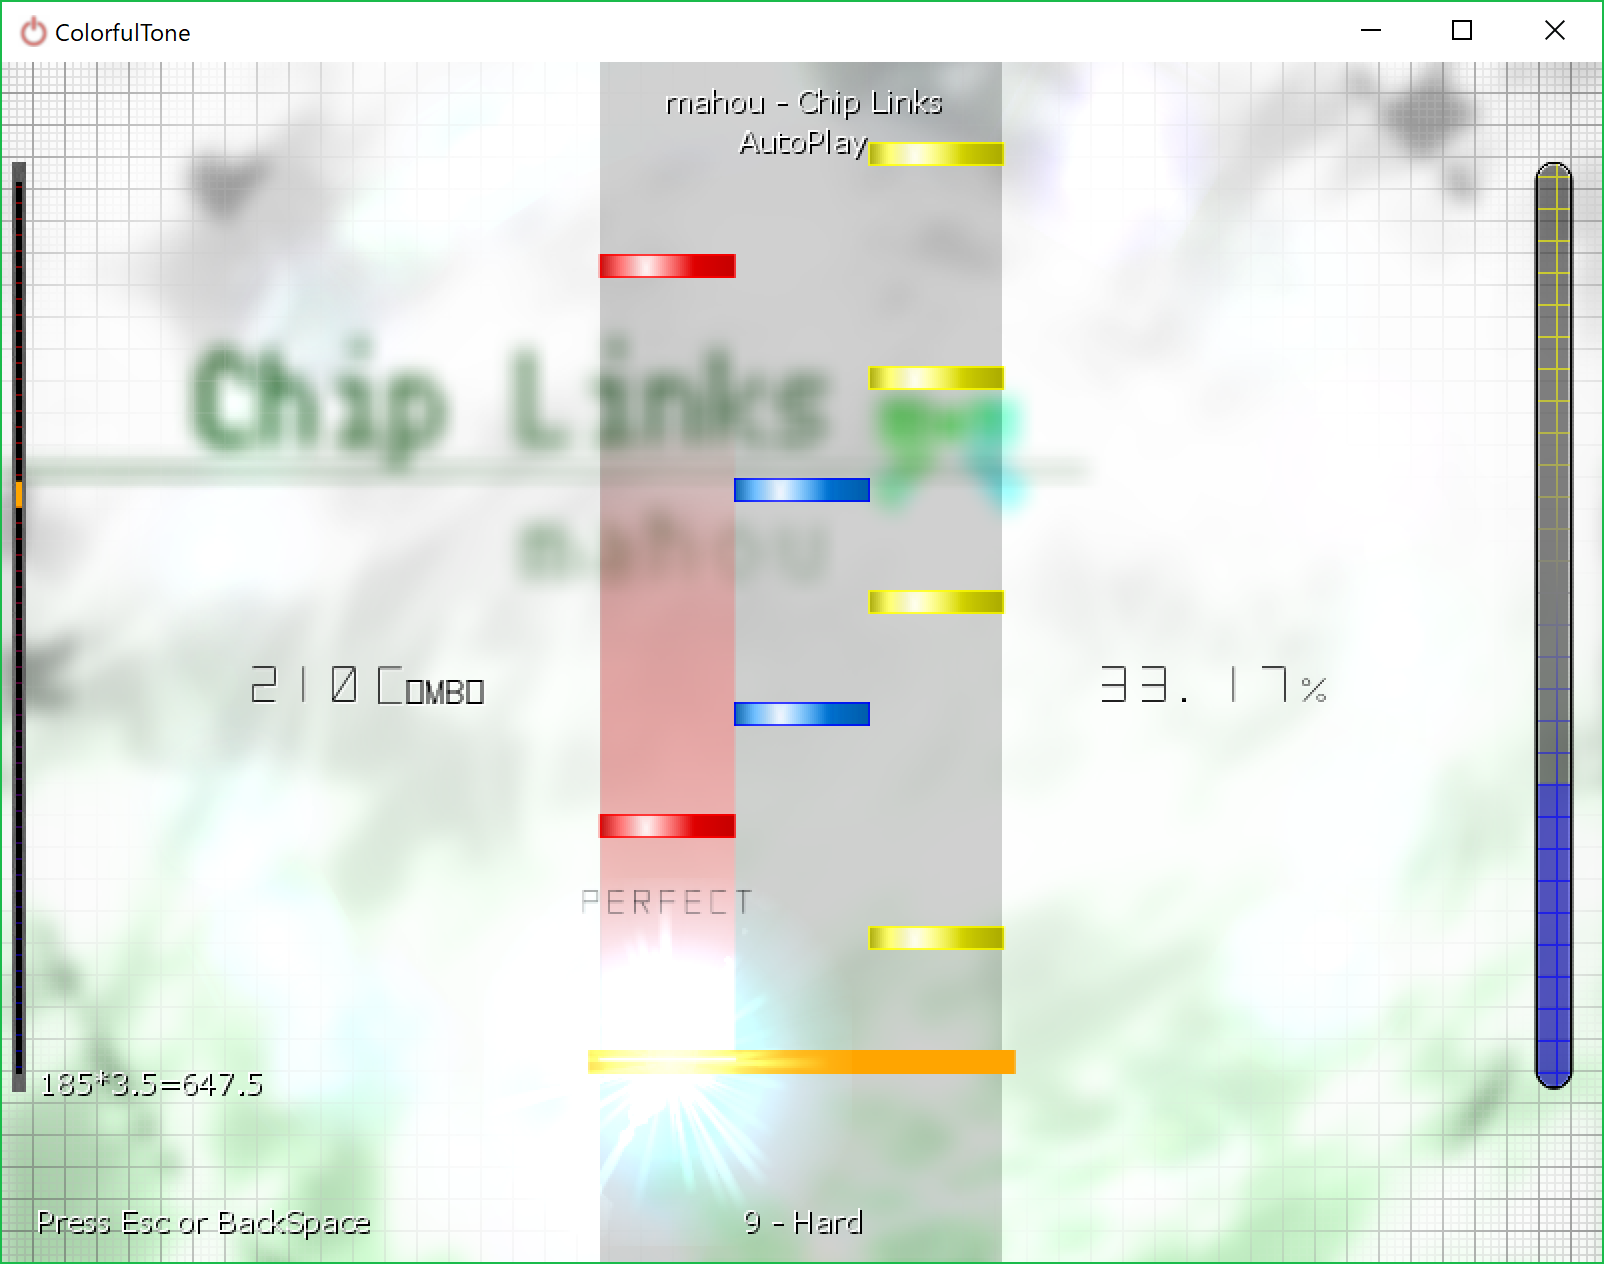 ColorfulTone
mahou - Chip Links
AutoPlay
Chip Links
mahou
210 COMBO
33.17%
PERFECT
185*3.5=647.5
Press Esc or BackSpace
9 - Hard